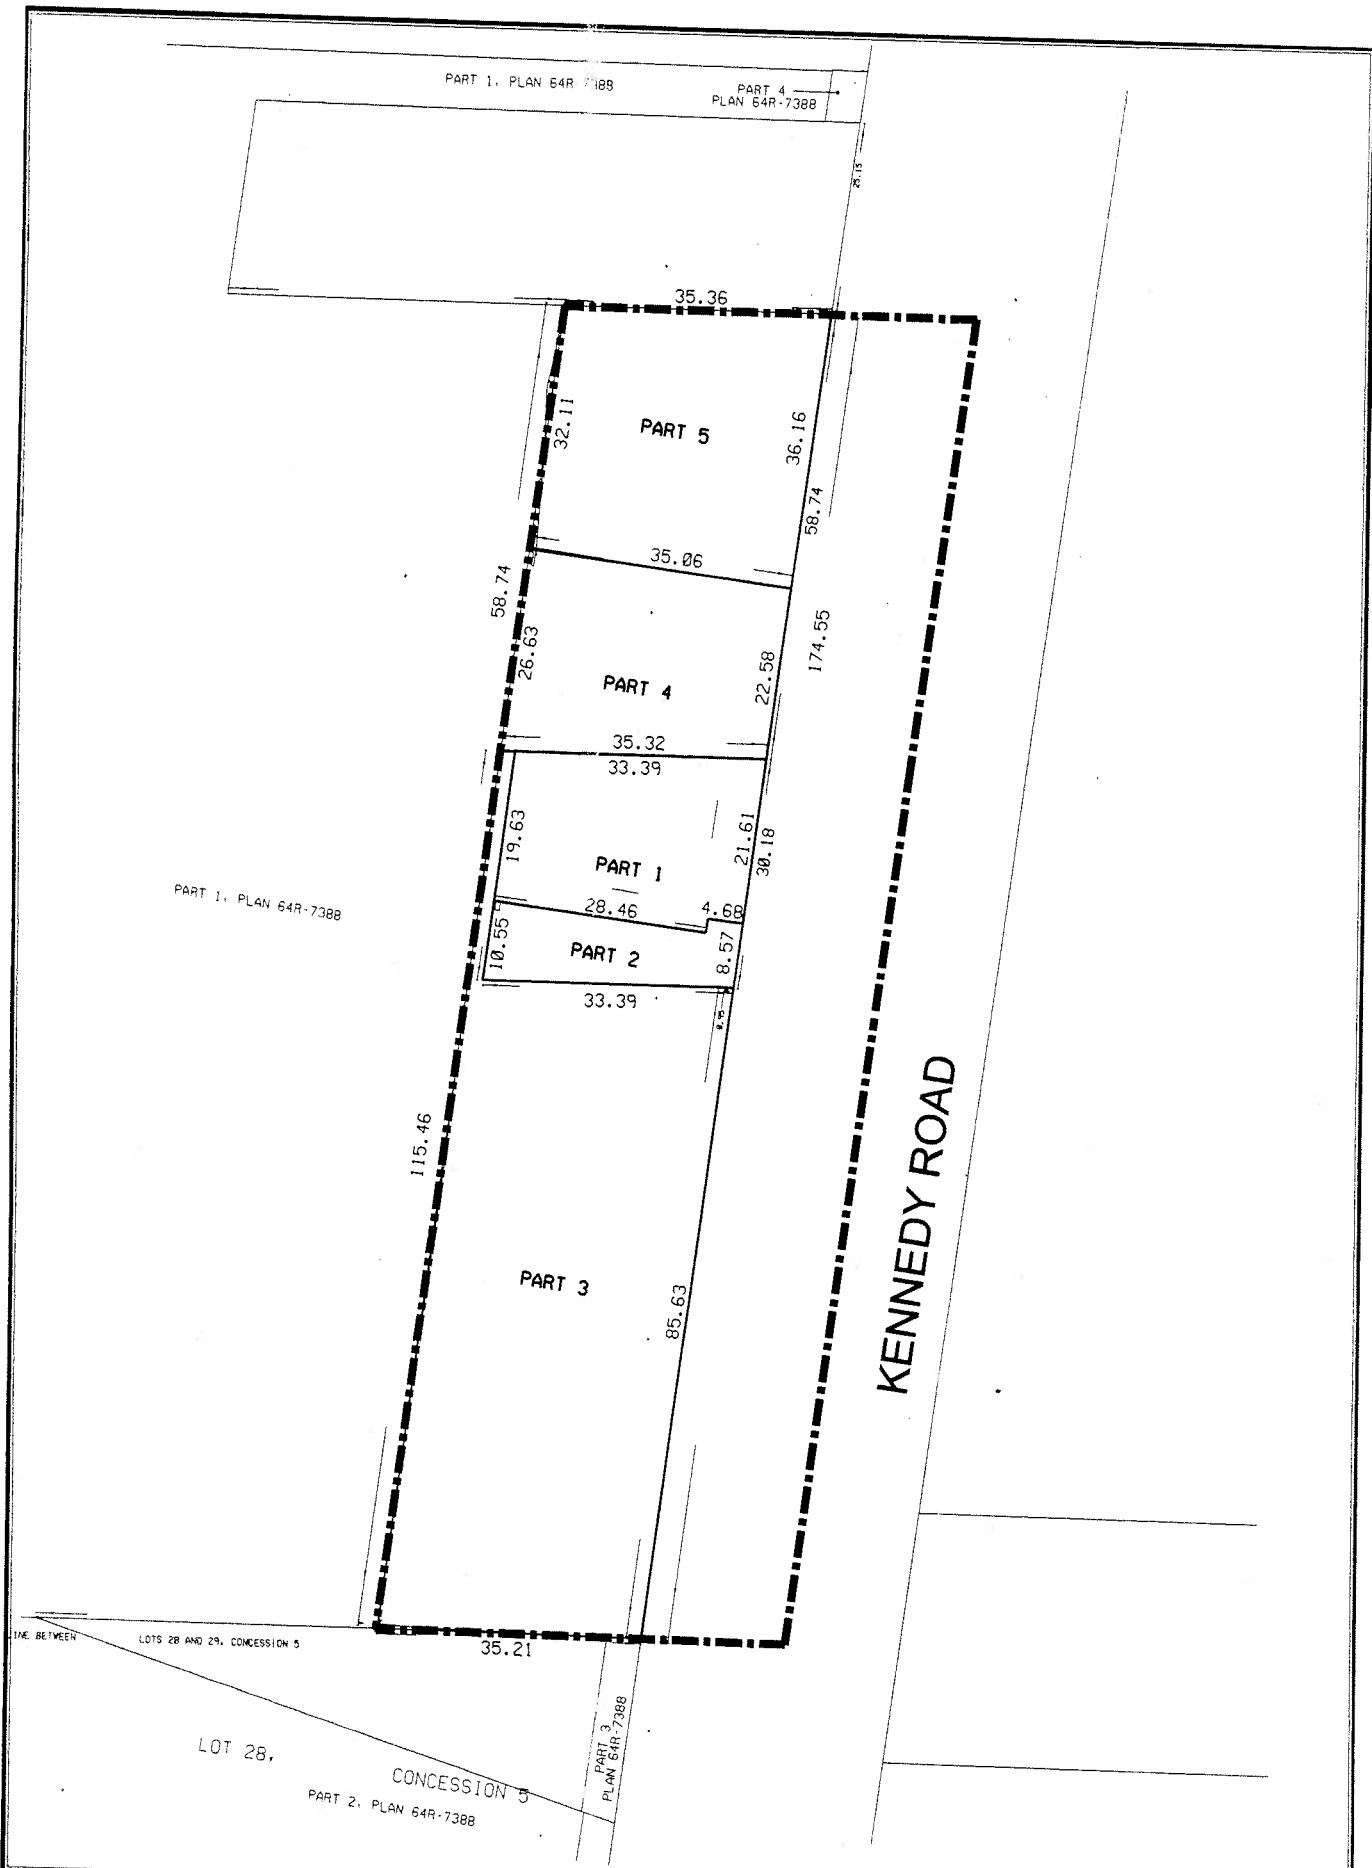 PART 1, PLAN 64R-7388
PART 4
PLAN 64R-7388
25.15
35.36
32.11
PART 5
36.16
58.74
35.06
58.74
26.63
174.55
22.58
PART 4
35.32
33.39
19.63
21.61
30.18
PART 1
PART 1, PLAN 64R-7388
28.46
4.68
10.55
PART 2
8.57
33.39
115.46
KENNEDY ROAD
PART 3
85.63
INE BETWEEN
LOTS 28 AND 29, CONCESSION 5
35.21
PART 3
PLAN 64R-7388
LOT 28,
CONCESSION 5
PART 2, PLAN 64R-7388